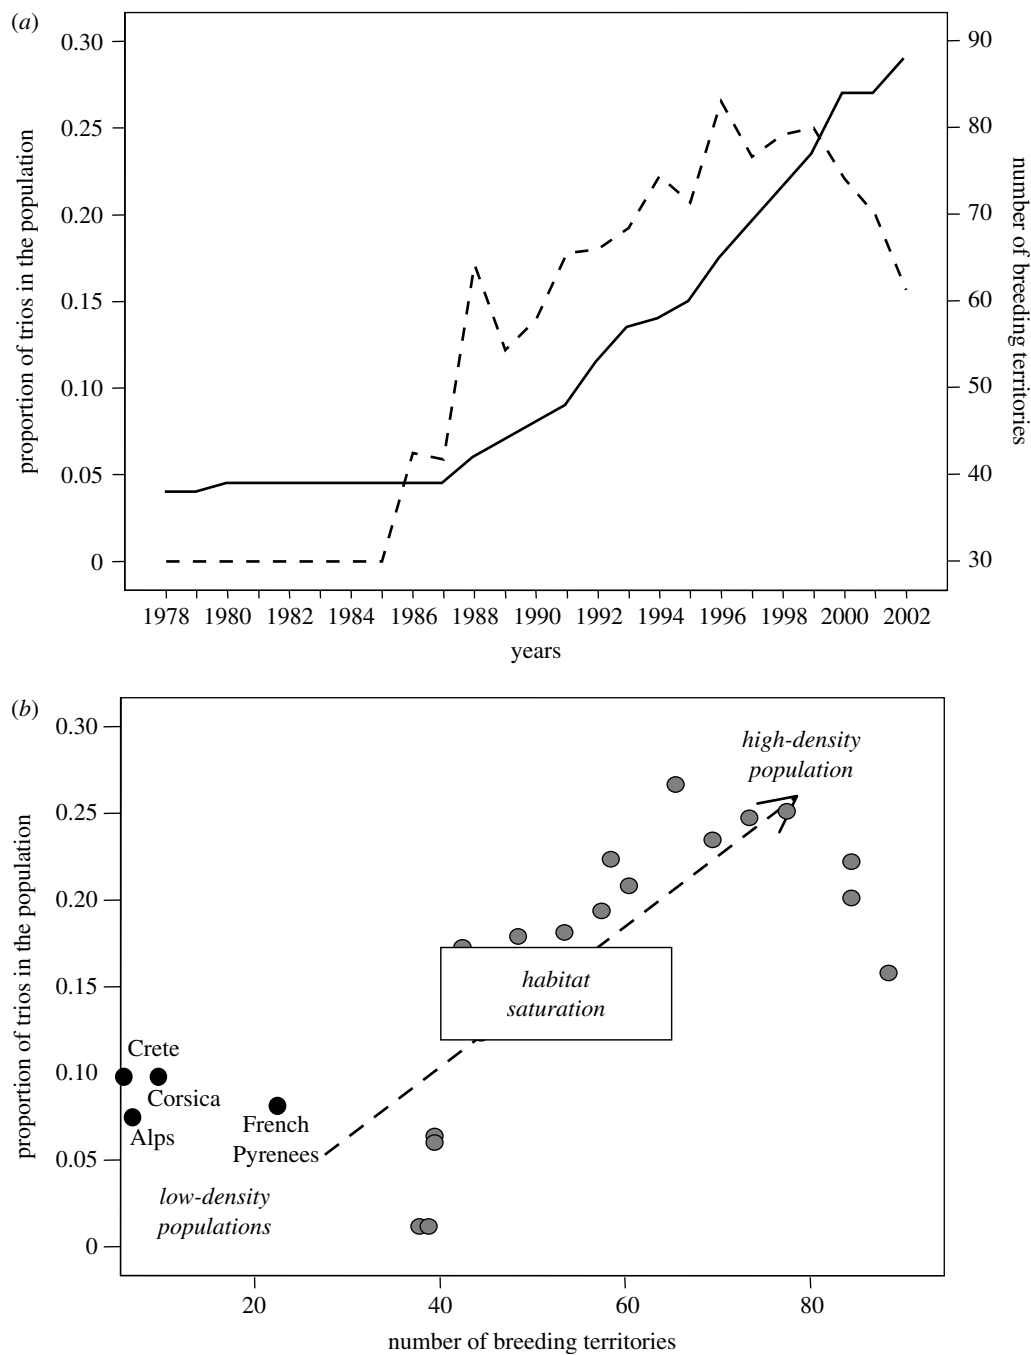 (a)
0.30
0.25
0.20
0.15
0.10
0.05
0
proportion of trios in the population
90
80
70
60
50
40
30
number of breeding territories
1978 1980 1982 1984 1986 1988 1990 1992 1994 1996 1998 2000 2002
years
(b)
0.30
0.25
0.20
0.15
0.10
0.05
0
proportion of trios in the population
high-density
population
habitat
saturation
Crete
Corsica
Alps
French
Pyrenees
low-density
populations
20 40 60 80
number of breeding territories